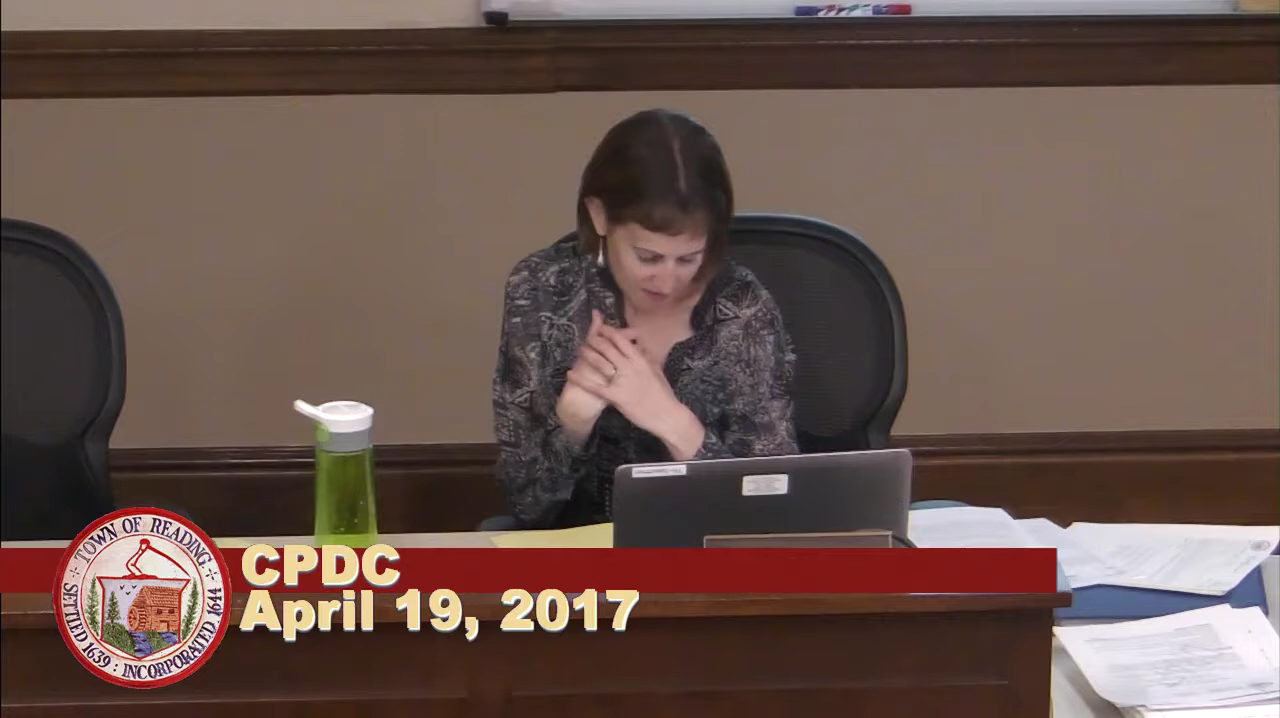 CPDC
April 19, 2017
TOWN OF READING
SETTLED 1639 : INCORPORATED 1644